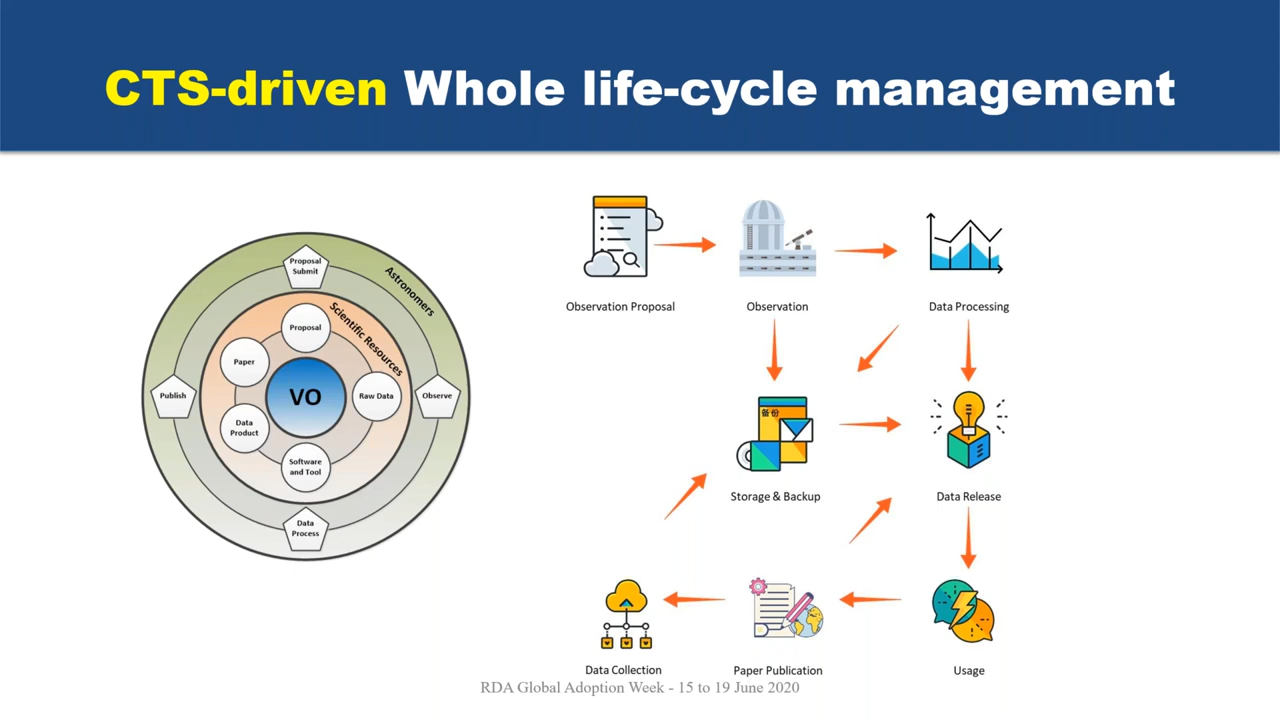 CTS-driven Whole life-cycle management
Proposal
Submit
Astronomers
Scientific Resources
Proposal
Paper
VO
Raw Data
Publish
Observe
Data
Product
Software
and Tool
Data
Process
Observation Proposal
Observation
Data Processing
备份
Storage & Backup
Data Release
Data Collection
Paper Publication
Usage
RDA Global Adoption Week - 15 to 19 June 2020